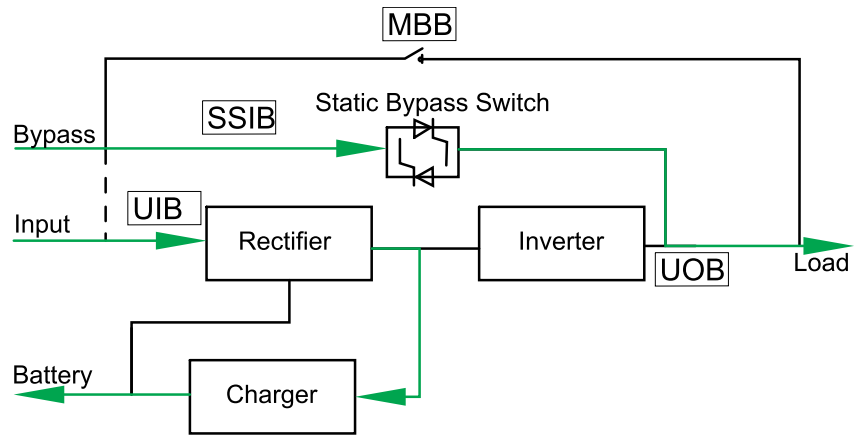 MBB
Static Bypass Switch
SSIB
Bypass
UIB
Input
Rectifier
Inverter
UOB
Load
Battery
Charger